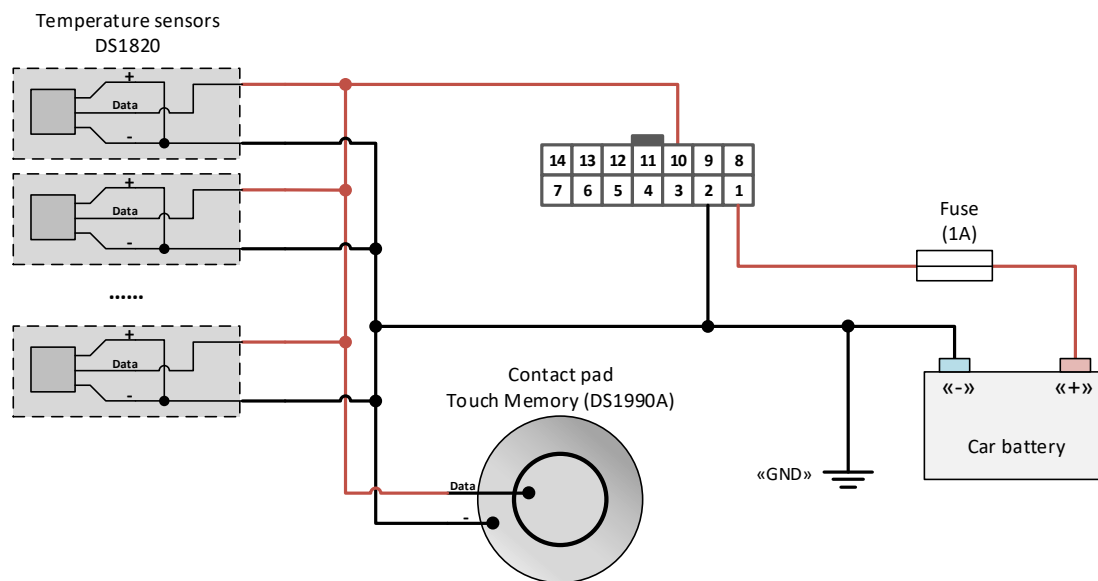 Temperature sensors
DS1820
+
Data
-
+
Data
-
......
+
Data
-
14 13 12 11 10 9 8
7 6 5 4 3 2 1
Fuse
(1A)
Contact pad
Touch Memory (DS1990A)
Data
-
«GND»
«-» «+»
Car battery